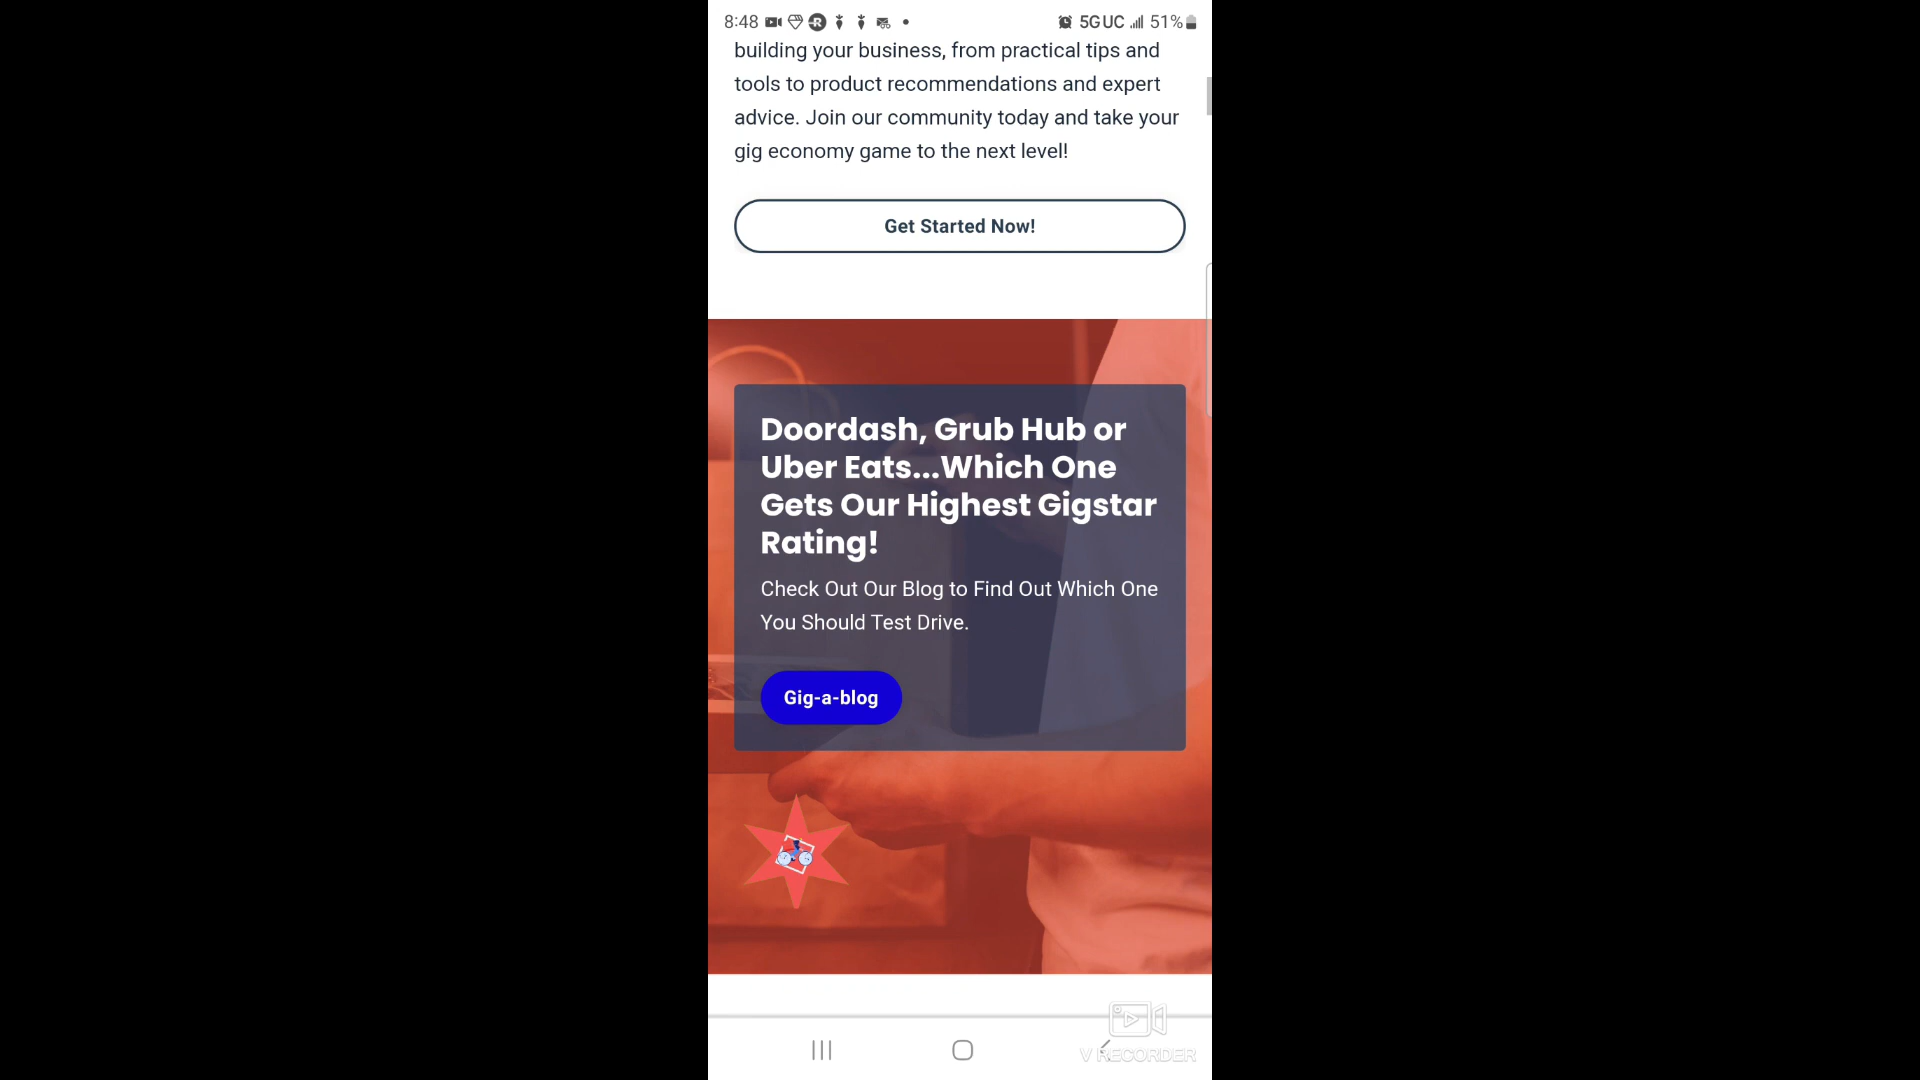 8:48 5G UC 51%
building your business, from practical tips and
tools to product recommendations and expert
advice. Join our community today and take your
gig economy game to the next level!
Get Started Now!
Doordash, Grub Hub or
Uber Eats...Which One
Gets Our Highest Gigstar
Rating!
Check Out Our Blog to Find Out Which One
You Should Test Drive.
Gig-a-blog
V RECORDER